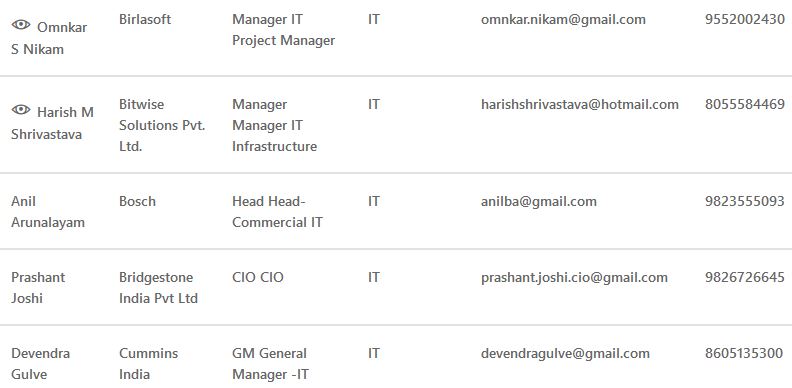 Omnkar S Nikam Birlasoft Manager IT Project Manager IT omnkar.nikam@gmail.com 9552002430
Harish M Shrivastava Bitwise Solutions Pvt. Ltd. Manager Manager IT Infrastructure IT harishshrivastava@hotmail.com 8055584469
Anil Arunalayam Bosch Head Head-Commercial IT IT anilba@gmail.com 9823555093
Prashant Joshi Bridgestone India Pvt Ltd CIO CIO IT prashant.joshi.cio@gmail.com 9826726645
Devendra Gulve Cummins India GM General Manager -IT IT devendragulve@gmail.com 8605135300